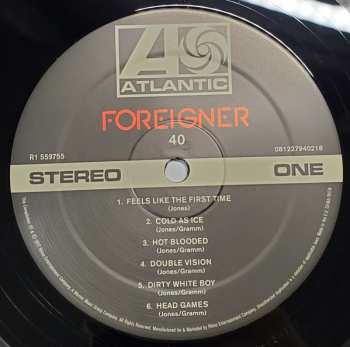 ATLANTIC
FOREIGNER
40
R1 559755 081227940218
STEREO ONE
1. FEELS LIKE THE FIRST TIME
(Jones)
2. COLD AS ICE
(Jones/Gramm)
3. HOT BLOODED
(Jones/Gramm)
4. DOUBLE VISION
(Jones/Gramm)
5. DIRTY WHITE BOY
(Jones/Gramm)
6. HEAD GAMES
(Jones/Gramm)